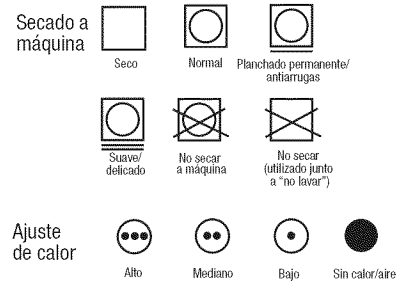 Secado a
máquina
Seco
Normal
Planchado permanente/
antiarrugas
Suave/
delicado
No secar
a máquina
No secar
(utilizado junto
a "no lavar")
Ajuste
de calor
Alto
Mediano
Bajo
Sin calor/aire